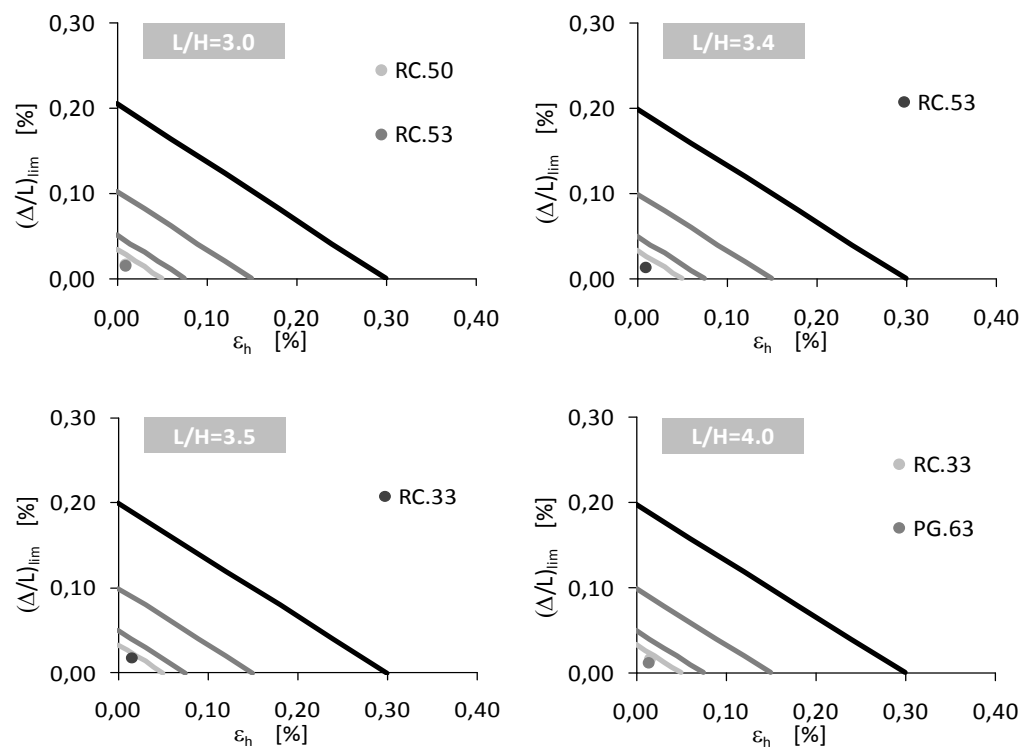 L/H=3.0
RC.50
RC.53
(Δ/L)lim [%]
0,30
0,20
0,10
0,00
0,00 0,10 0,20 0,30 0,40
εh [%]
L/H=3.4
RC.53
(Δ/L)lim [%]
0,30
0,20
0,10
0,00
0,00 0,10 0,20 0,30 0,40
εh [%]
L/H=3.5
RC.33
(Δ/L)lim [%]
0,30
0,20
0,10
0,00
0,00 0,10 0,20 0,30 0,40
εh [%]
L/H=4.0
RC.33
PG.63
(Δ/L)lim [%]
0,30
0,20
0,10
0,00
0,00 0,10 0,20 0,30 0,40
εh [%]